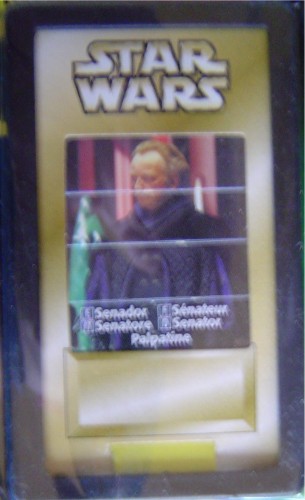 STAR
WARS
Senador Sénateur
Senatore Senator
Palpatine